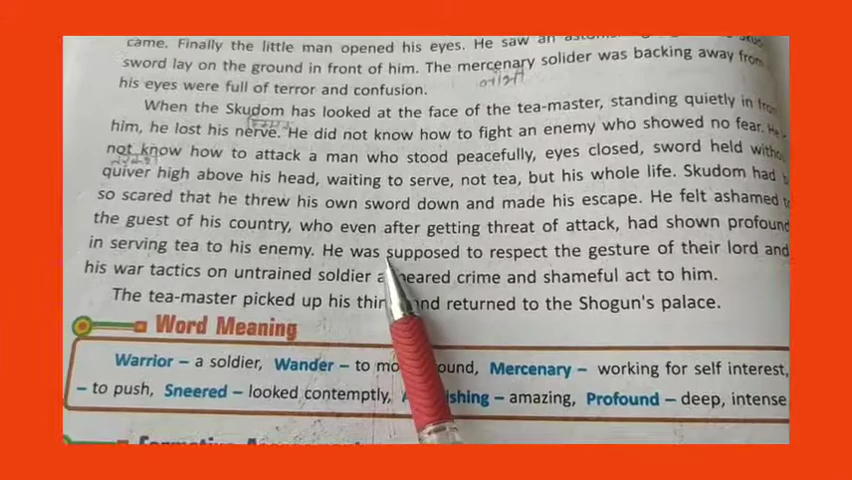 came. Finally the little man opened his eyes. He saw an
sword lay on the ground in front of him. The mercenary solider was backing away from
his eyes were full of terror and confusion.
When the Skudom has looked at the face of the tea-master, standing quietly in
him, he lost his nerve. He did not know how to fight an enemy who showed no fear. He
not know how to attack a man who stood peacefully, eyes closed, sword held
quiver high above his head, waiting to serve, not tea, but his whole life. Skudom had
so scared that he threw his own sword down and made his escape. He felt ashamed
the guest of his country, who even after getting threat of attack, had shown profound
in serving tea to his enemy. He was supposed to respect the gesture of their lord and
his war tactics on untrained soldier crime and shameful act to him.
The tea-master picked up his and returned to the Shogun's palace.
Word Meaning
Warrior – a soldier, Wander – to Mercenary – working for self interest,
– to push, Sneered – looked contemptly, – amazing, Profound – deep, intense